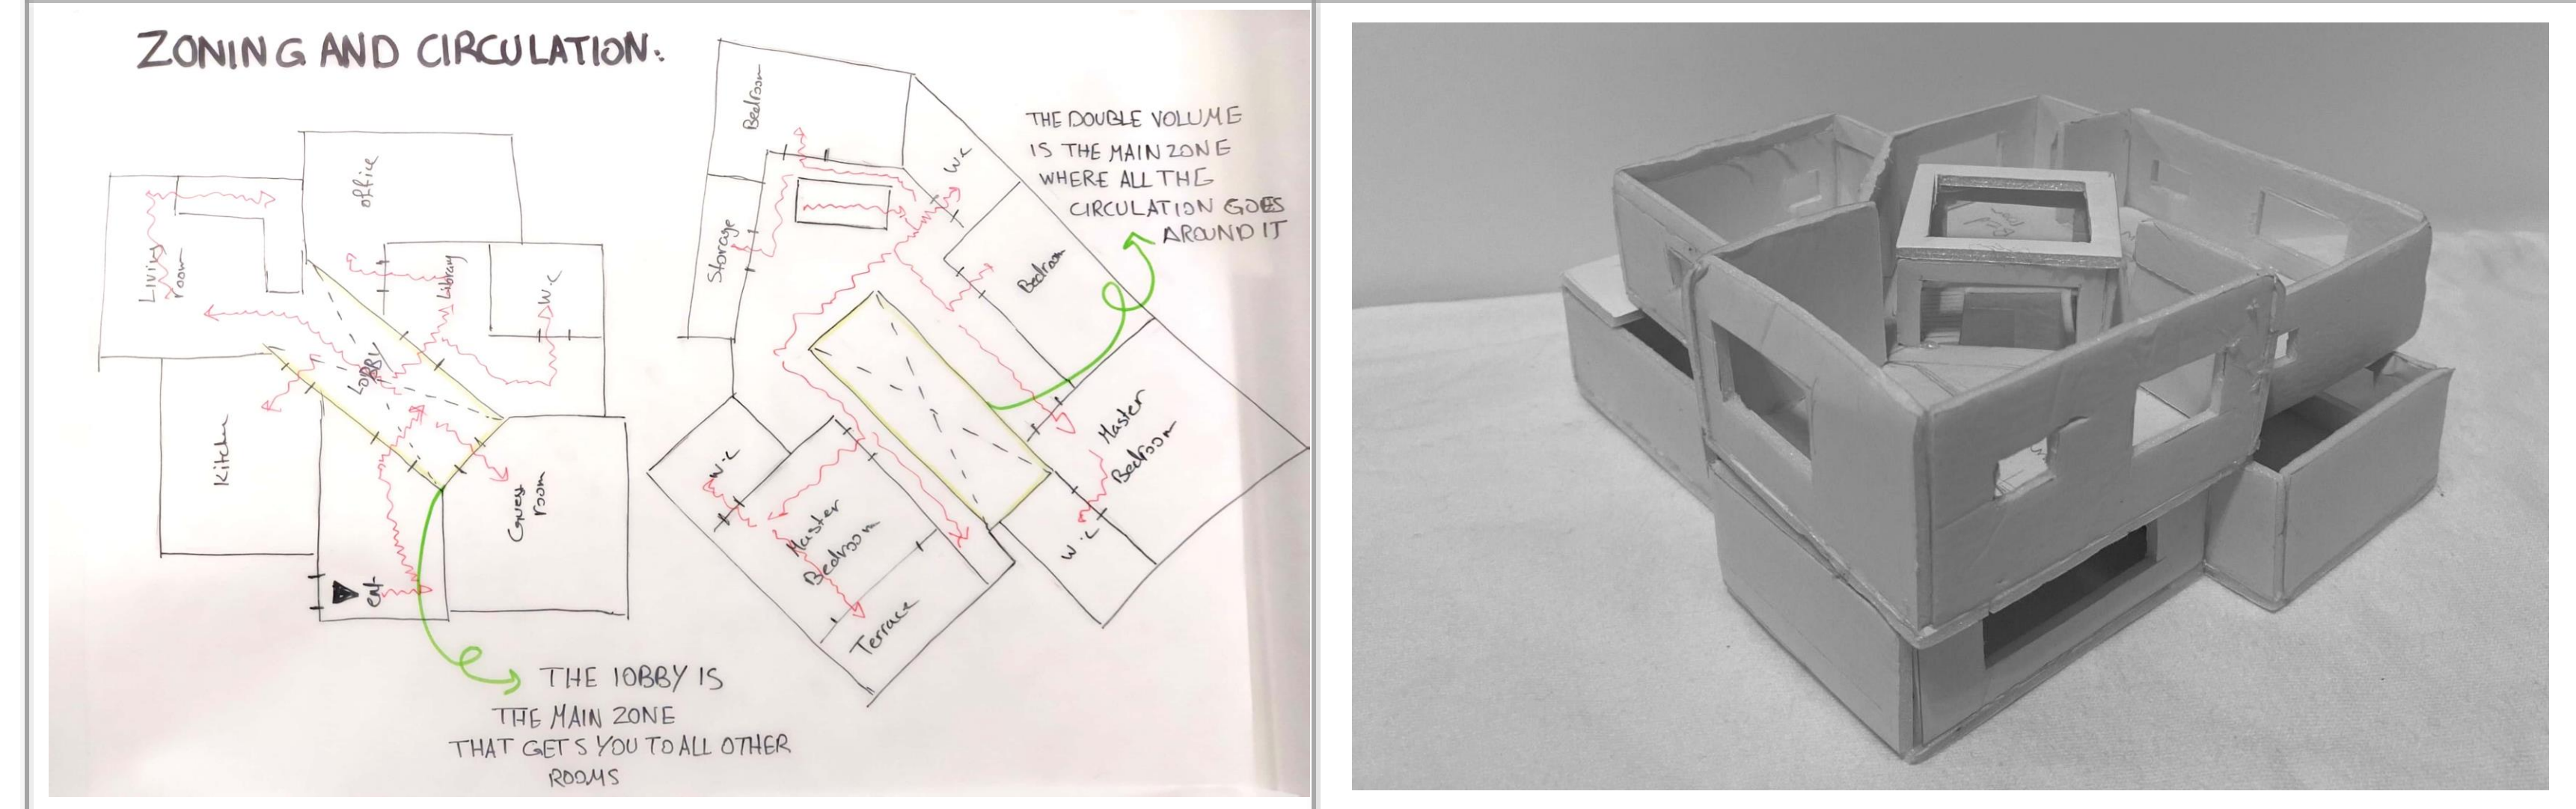 ZONING AND CIRCULATION.
office
Living
room
Library
W.C
LOBBY
Kitchen
Guest
room
ent.
THE LOBBY IS
THE MAIN ZONE
THAT GETS YOU TO ALL OTHER
ROOMS
Bedroom
W.C
Storage
Bedroom
THE DOUBLE VOLUME
IS THE MAIN ZONE
WHERE ALL THE
CIRCULATION GOES
AROUND IT
Master
Bedroom
W.C
W.C
Master
Bedroom
Terrace